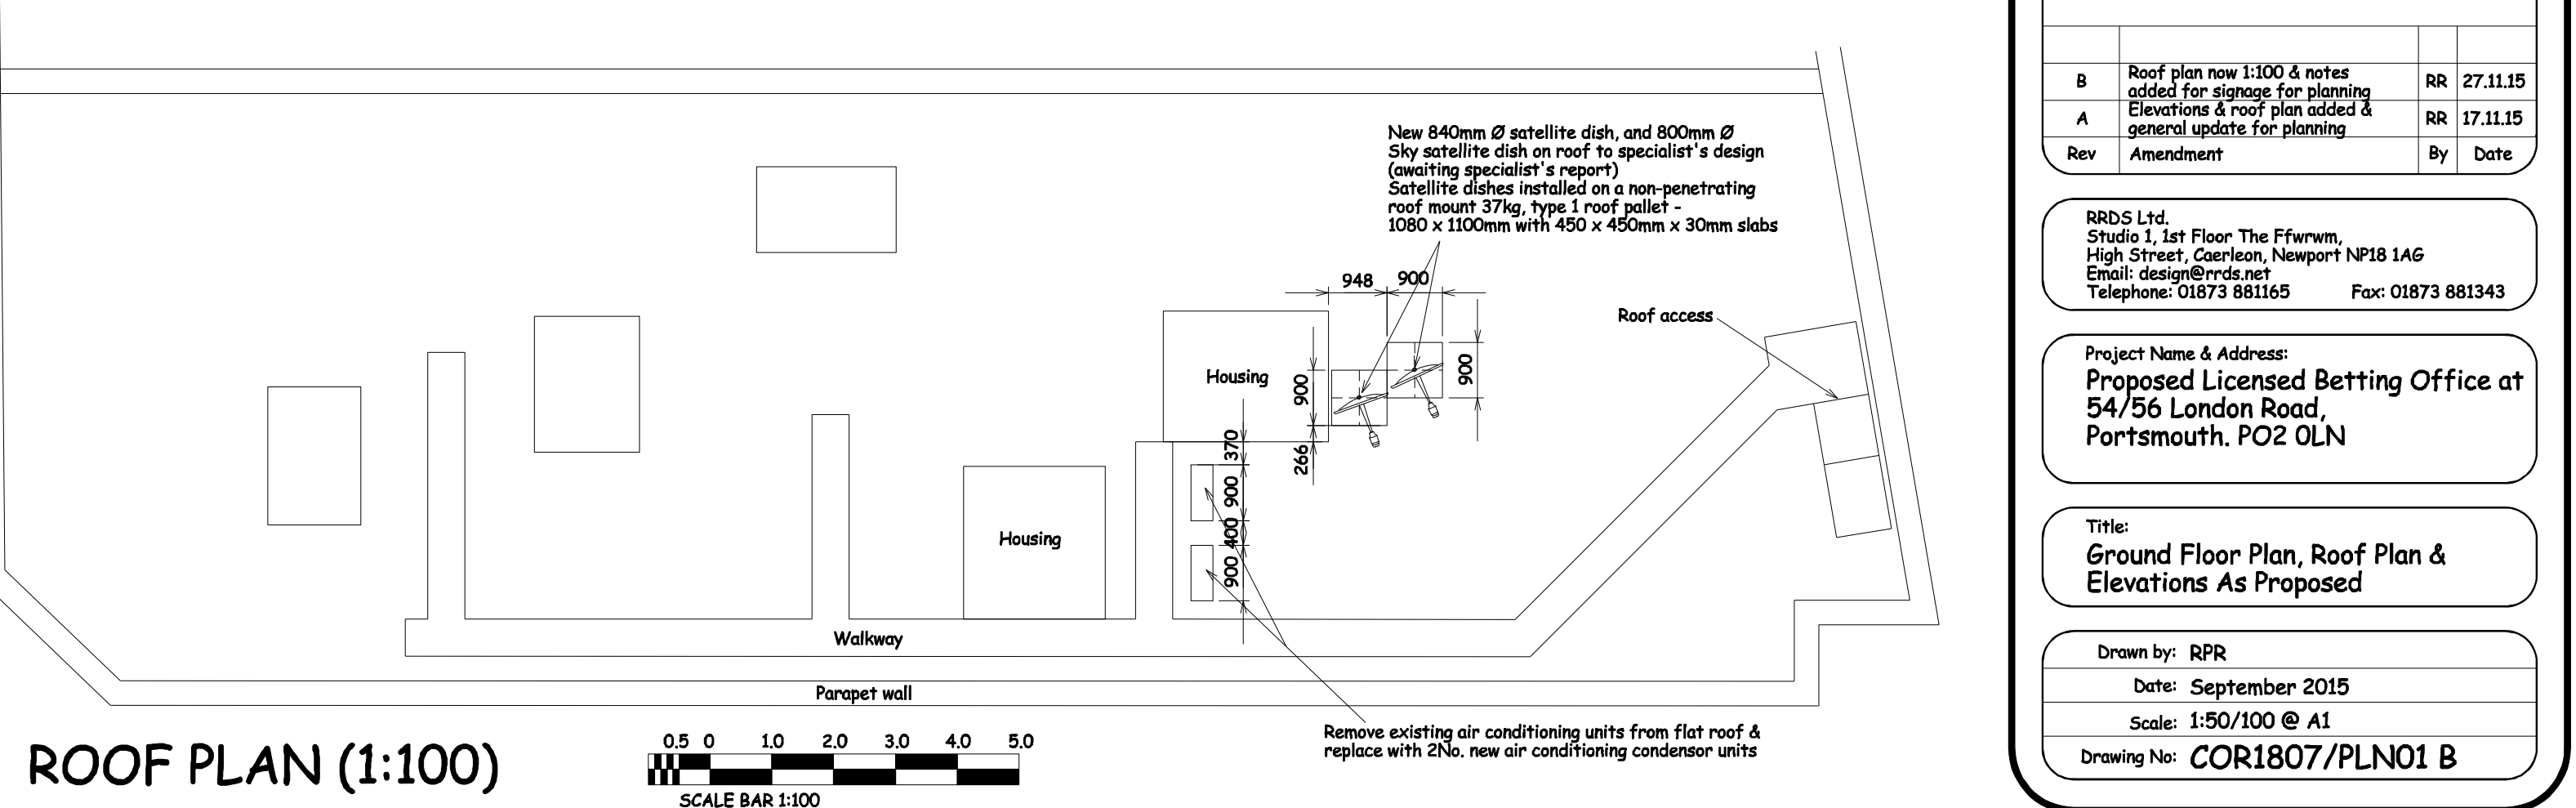 New 840mm Ø satellite dish, and 800mm Ø
Sky satellite dish on roof to specialist's design
(awaiting specialist's report)
Satellite dishes installed on a non-penetrating
roof mount 37kg, type 1 roof pallet -
1080 x 1100mm with 450 x 450mm x 30mm slabs
948
900
Roof access
Housing
900
900
370
266
900
400
900
Housing
Walkway
Parapet wall
Remove existing air conditioning units from flat roof &
replace with 2No. new air conditioning condensor units
ROOF PLAN (1:100)
0.5 0 1.0 2.0 3.0 4.0 5.0
SCALE BAR 1:100
B Roof plan now 1:100 & notes RR 27.11.15
added for signage for planning
A Elevations & roof plan added & RR 17.11.15
general update for planning
Rev Amendment By Date
RRDS Ltd.
Studio 1, 1st Floor The Ffwrwm,
High Street, Caerleon, Newport NP18 1AG
Email: design@rrds.net
Telephone: 01873 881165 Fax: 01873 881343
Project Name & Address:
Proposed Licensed Betting Office at
54/56 London Road,
Portsmouth. PO2 0LN
Title:
Ground Floor Plan, Roof Plan &
Elevations As Proposed
Drawn by: RPR
Date: September 2015
Scale: 1:50/100 @ A1
Drawing No: COR1807/PLN01 B